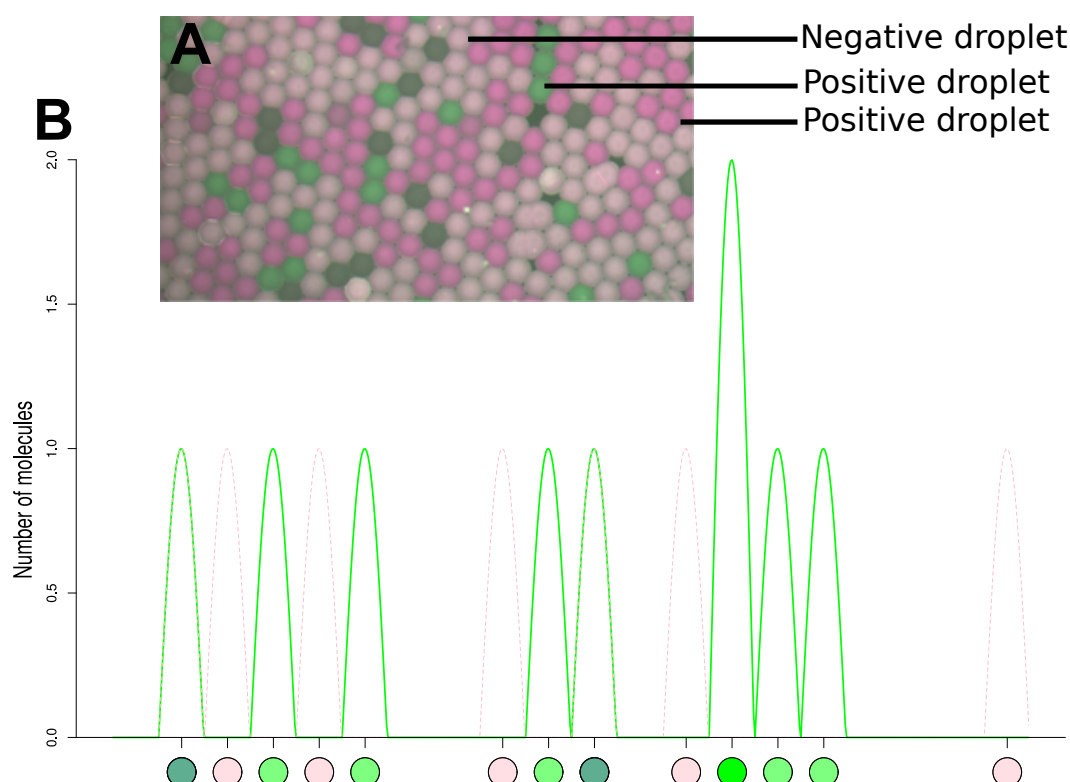 A
Negative droplet
Positive droplet
Positive droplet
B
2.0
1.5
1.0
0.5
0.0
Number of molecules